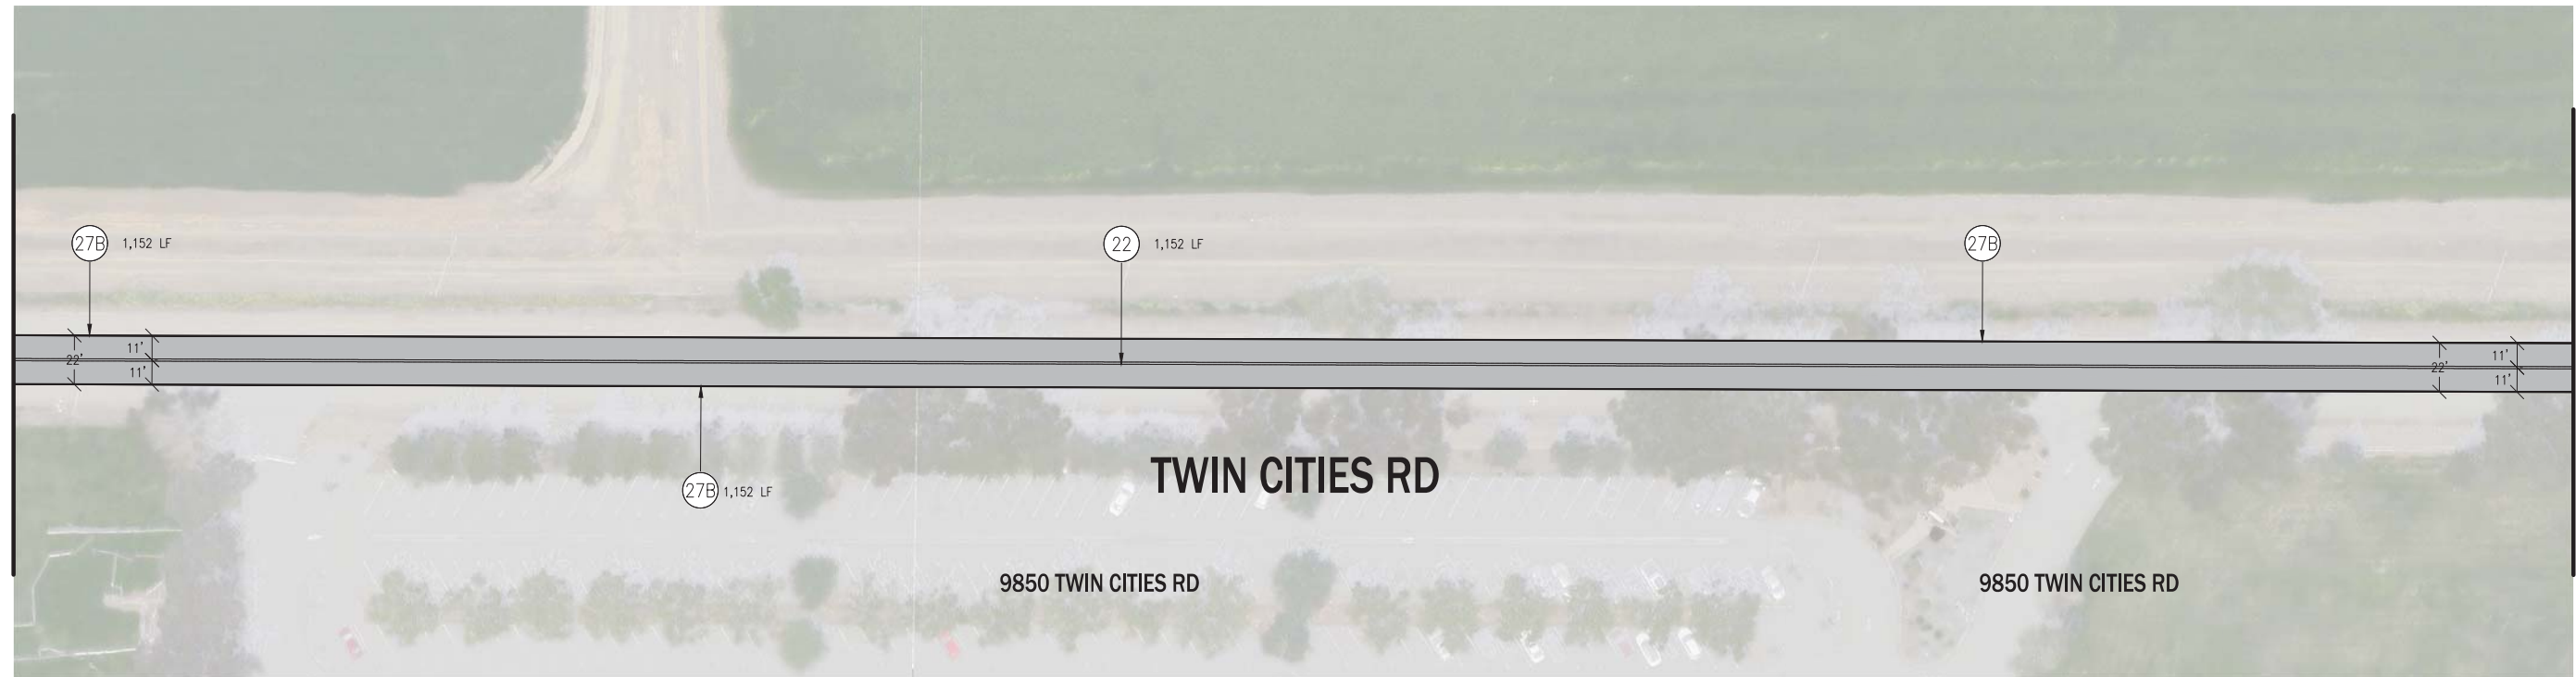 27B 1,152 LF
22 1,152 LF
27B
22'
11'
11'
22'
11'
11'
27B 1,152 LF
TWIN CITIES RD
9850 TWIN CITIES RD
9850 TWIN CITIES RD